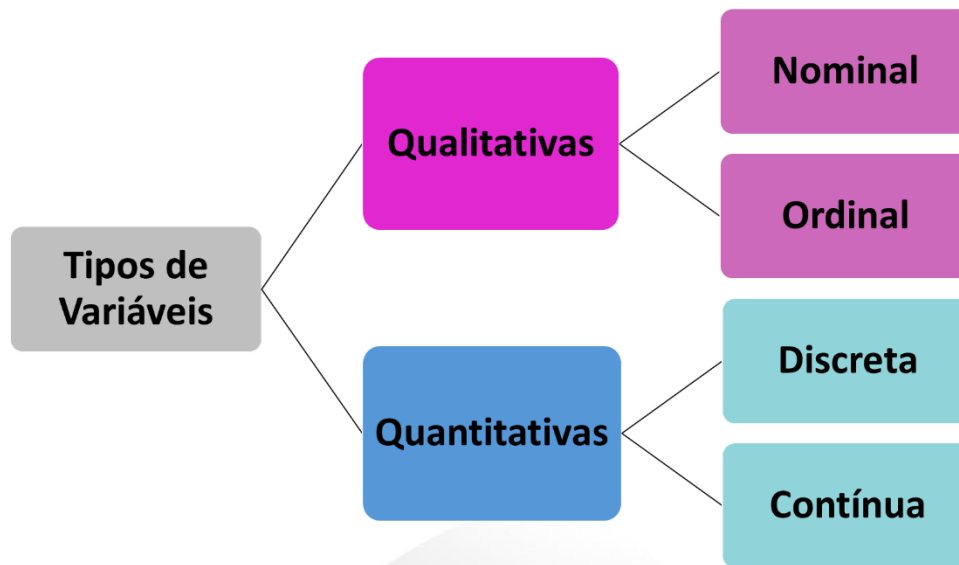 Tipos de
Variáveis
Qualitativas
Nominal
Ordinal
Quantitativas
Discreta
Contínua